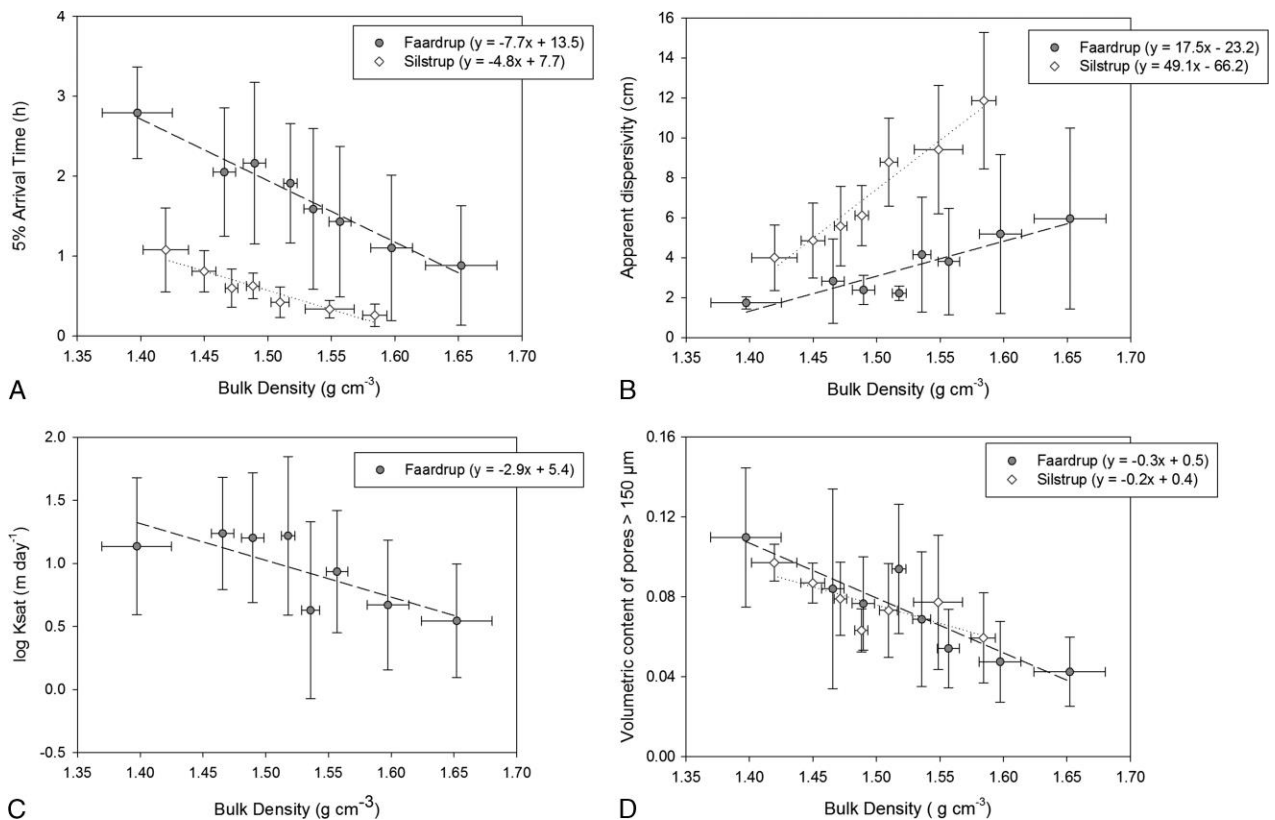 4
3
2
1
0
5% Arrival Time (h)
Faardrup (y = -7.7x + 13.5)
Silstrup (y = -4.8x + 7.7)
1.35 1.40 1.45 1.50 1.55 1.60 1.65 1.70
Bulk Density (g cm-3)
A
16
14
12
10
8
6
4
2
0
Apparent dispersivity (cm)
Faardrup (y = 17.5x - 23.2)
Silstrup (y = 49.1x - 66.2)
1.35 1.40 1.45 1.50 1.55 1.60 1.65 1.70
Bulk Density (g cm-3)
B
2.0
1.5
1.0
0.5
0.0
-0.5
log Ksat (m day-1)
Faardrup (y = -2.9x + 5.4)
1.35 1.40 1.45 1.50 1.55 1.60 1.65 1.70
Bulk Density (g cm-3)
C
0.16
0.12
0.08
0.04
0.00
Volumetric content of pores > 150 µm
Faardrup (y = -0.3x + 0.5)
Silstrup (y = -0.2x + 0.4)
1.35 1.40 1.45 1.50 1.55 1.60 1.65 1.70
Bulk Density ( g cm-3)
D